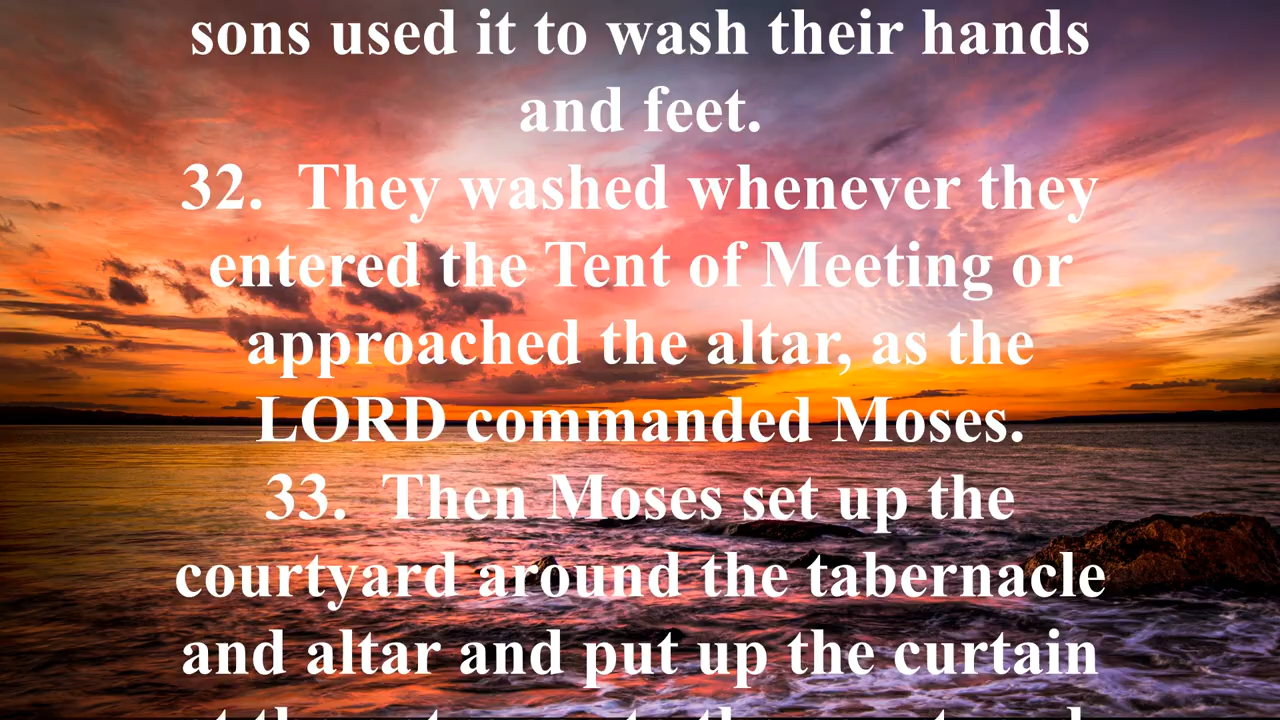 sons used it to wash their hands
and feet.
32.  They washed whenever they
entered the Tent of Meeting or
approached the altar, as the
LORD commanded Moses.
33.  Then Moses set up the
courtyard around the tabernacle
and altar and put up the curtain